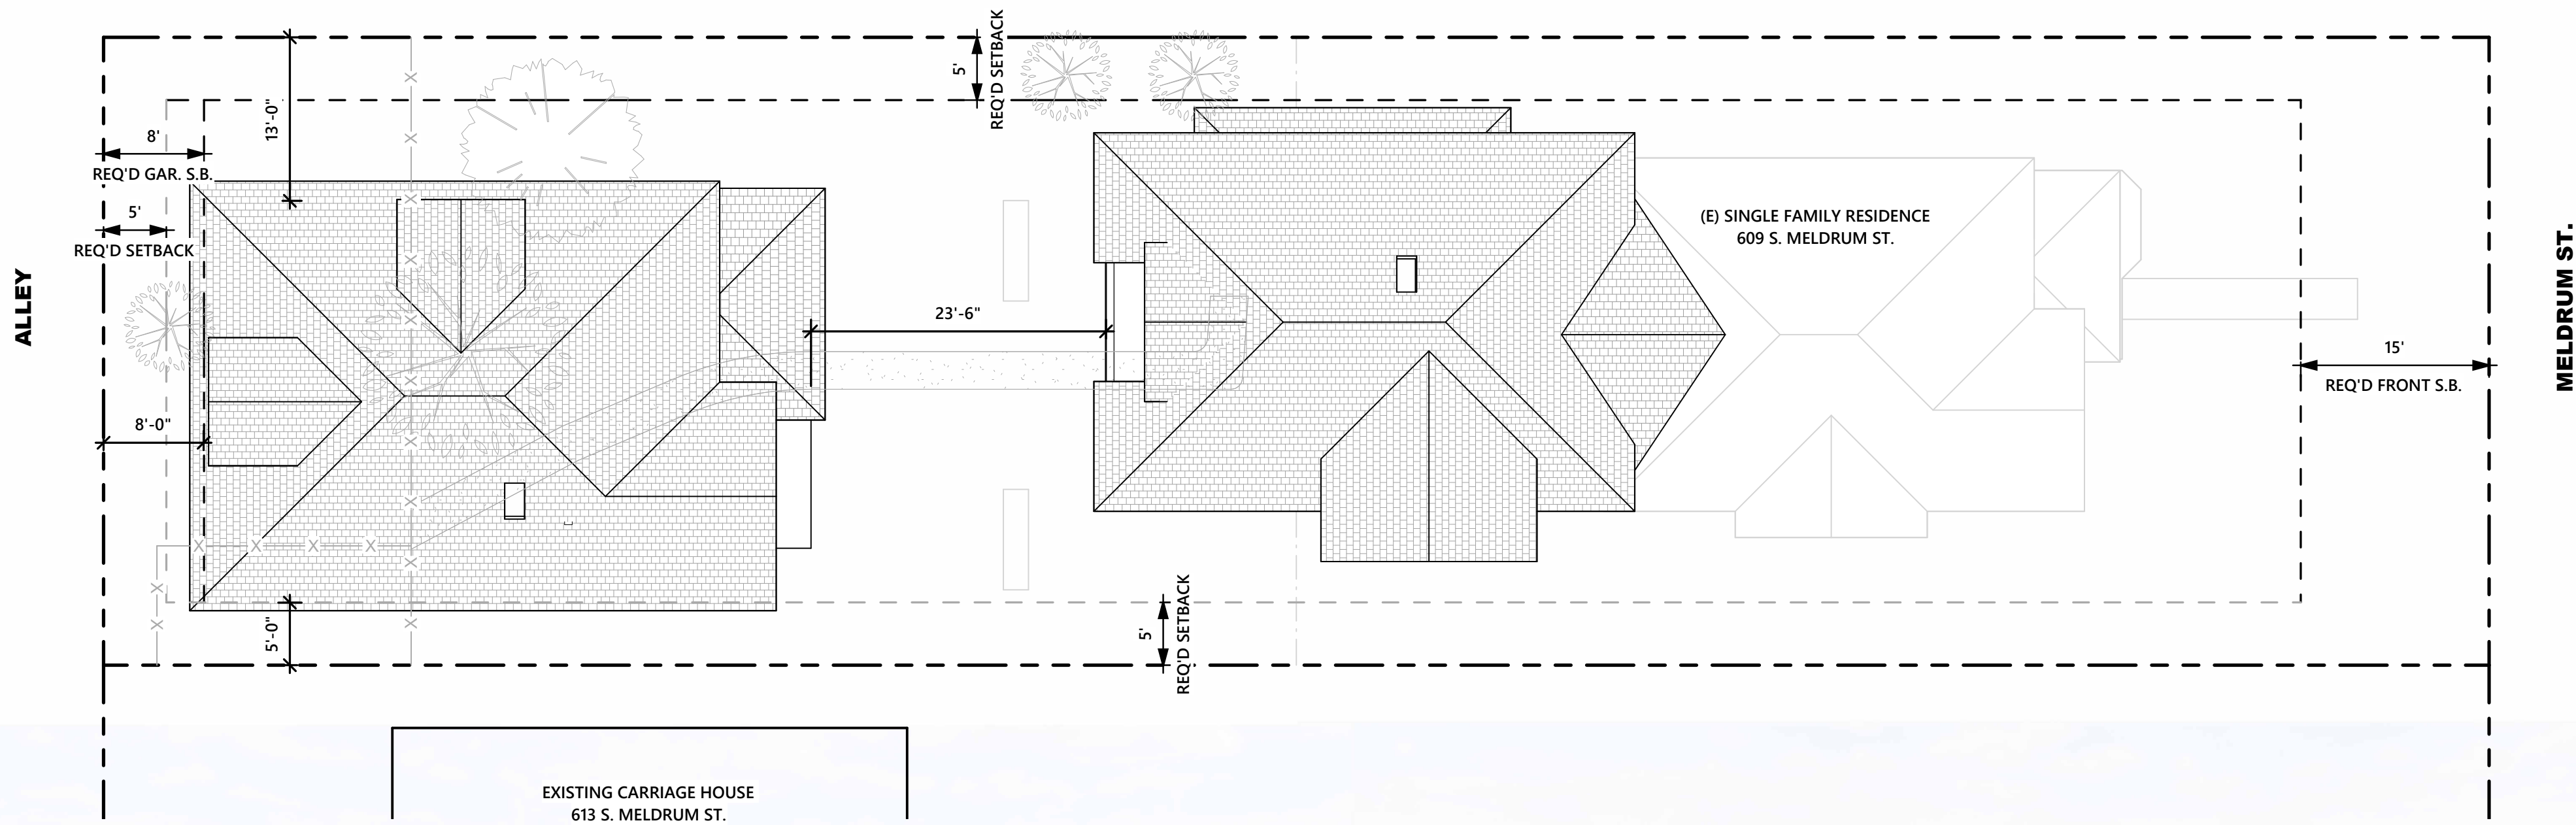 5'
REQ'D SETBACK
13'-0"
8'
REQ'D GAR. S.B.
5'
REQ'D SETBACK
(E) SINGLE FAMILY RESIDENCE
609 S. MELDRUM ST.
ALLEY
MELDRUM ST.
23'-6"
15'
REQ'D FRONT S.B.
8'-0"
5'-0"
5'
REQ'D SETBACK
EXISTING CARRIAGE HOUSE
613 S. MELDRUM ST.